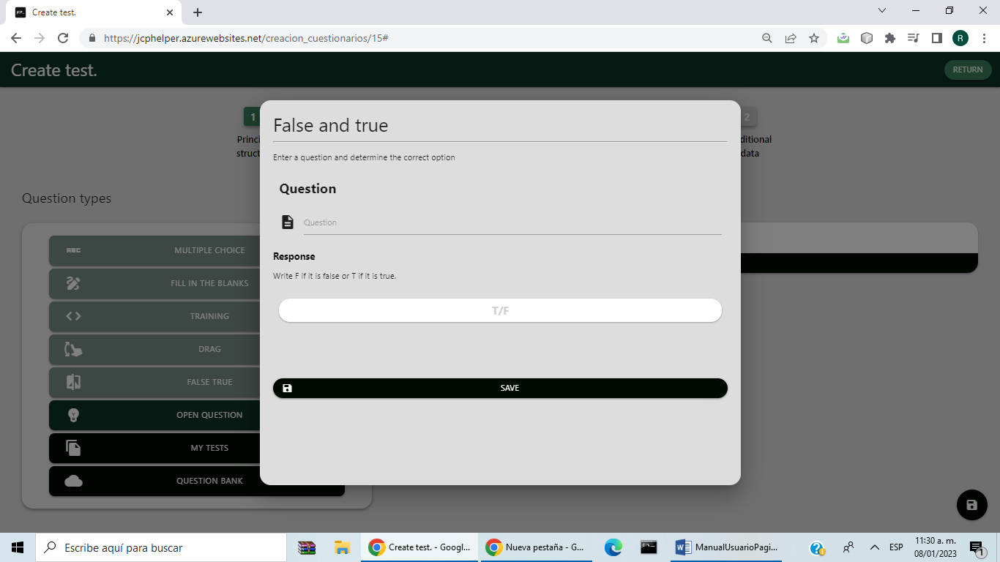 Create test.
https://jcphelper.azurewebsites.net/creacion_cuestionarios/15#
R
Create test.
RETURN
1
2
Princi
struct
ditional
data
Question types
ABC
MULTIPLE CHOICE
FILL IN THE BLANKS
TRAINING
DRAG
FALSE TRUE
OPEN QUESTION
MY TESTS
QUESTION BANK
False and true
Enter a question and determine the correct option
Question
Question
Response
Write F if it is false or T if it is true.
T/F
SAVE
Escribe aquí para buscar
Create test. - Googl...
Nueva pestaña - G...
ManualUsuarioPagi...
ESP
11:30 a. m.
08/01/2023
1